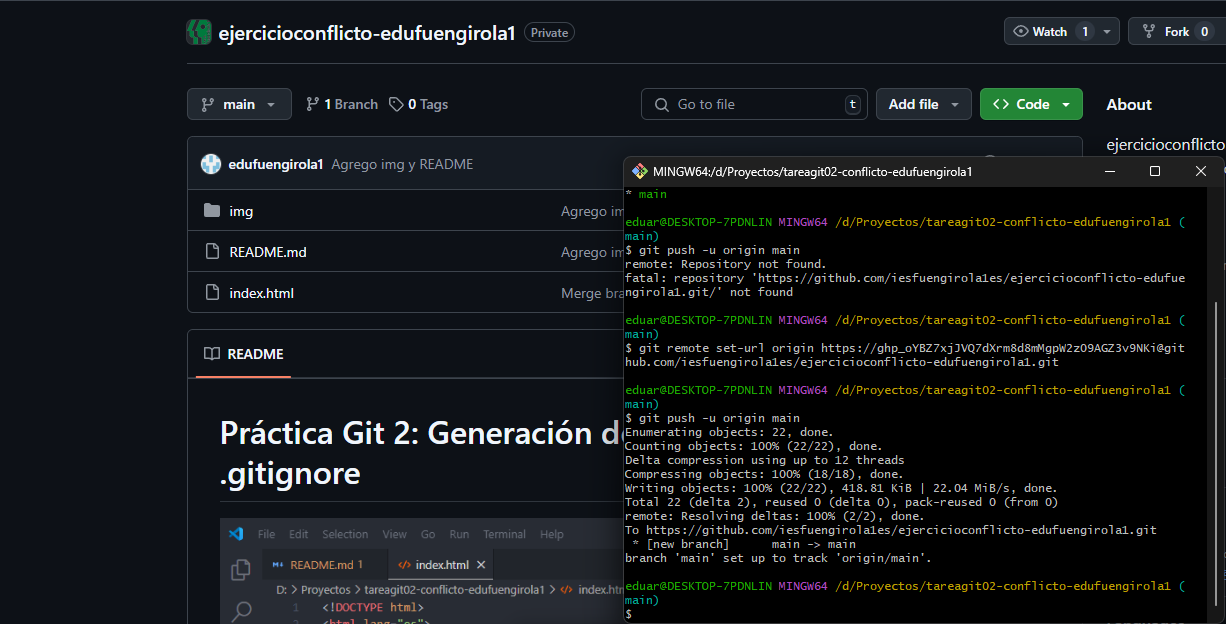 ejercicioconflicto-edufuengirola1 Private
Watch 1
Fork 0
main
1 Branch
0 Tags
Go to file t
Add file
Code
About
ejercicioconflicto
edufuengirola1 Agrego img y README
img Agrego im
README.md Agrego im
index.html Merge bra
README
Práctica Git 2: Generación
.gitignore
File Edit Selection View Go Run Terminal Help
README.md 1 index.html
D: > Proyectos > tareagit02-conflicto-edufuengirola1 >
1 <!DOCTYPE html>
MINGW64:/d/Proyectos/tareagit02-conflicto-edufuengirola1
* main
eduar@DESKTOP-7PDNLIN MINGW64 /d/Proyectos/tareagit02-conflicto-edufuengirola1 (
main)
$ git push -u origin main
remote: Repository not found.
fatal: repository 'https://github.com/iesfuengirola1es/ejercicioconflicto-edufue
ngirola1.git/' not found
eduar@DESKTOP-7PDNLIN MINGW64 /d/Proyectos/tareagit02-conflicto-edufuengirola1 (
main)
$ git remote set-url origin
hub.com/iesfuengirola1es/ejercicioconflicto-edufuengirola1.git
eduar@DESKTOP-7PDNLIN MINGW64 /d/Proyectos/tareagit02-conflicto-edufuengirola1 (
main)
$ git push -u origin main
Enumerating objects: 22, done.
Counting objects: 100% (22/22), done.
Delta compression using up to 12 threads
Compressing objects: 100% (18/18), done.
Writing objects: 100% (22/22), 418.81 KiB | 22.04 MiB/s, done.
Total 22 (delta 2), reused 0 (delta 0), pack-reused 0 (from 0)
remote: Resolving deltas: 100% (2/2), done.
To https://github.com/iesfuengirola1es/ejercicioconflicto-edufuengirola1.git
* [new branch] main -> main
branch 'main' set up to track 'origin/main'.
eduar@DESKTOP-7PDNLIN MINGW64 /d/Proyectos/tareagit02-conflicto-edufuengirola1 (
main)
$